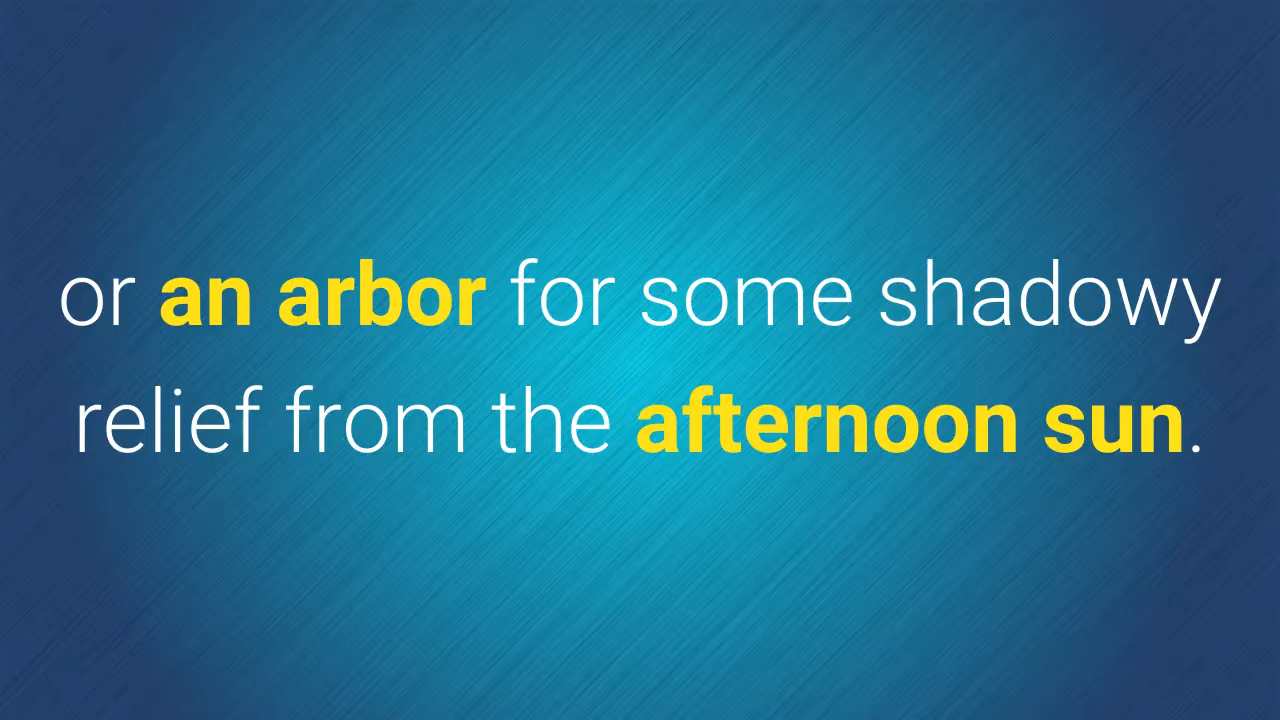 or an arbor for some shadowy
relief from the afternoon sun.